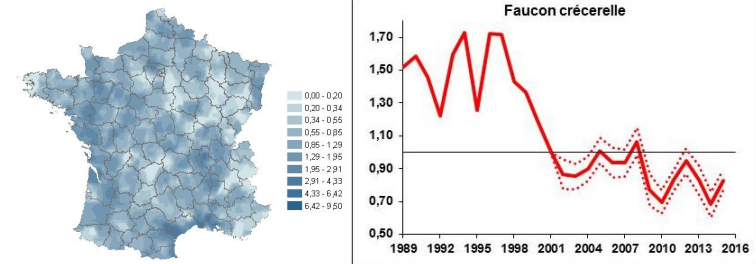 0,00 - 0,20
0,20 - 0,34
0,34 - 0,55
0,55 - 0,85
0,85 - 1,29
1,29 - 1,95
1,95 - 2,91
2,91 - 4,33
4,33 - 6,42
6,42 - 9,50
Faucon crécerelle
1,70
1,50
1,30
1,10
0,90
0,70
0,50
1989 1992 1995 1998 2001 2004 2007 2010 2013 2016